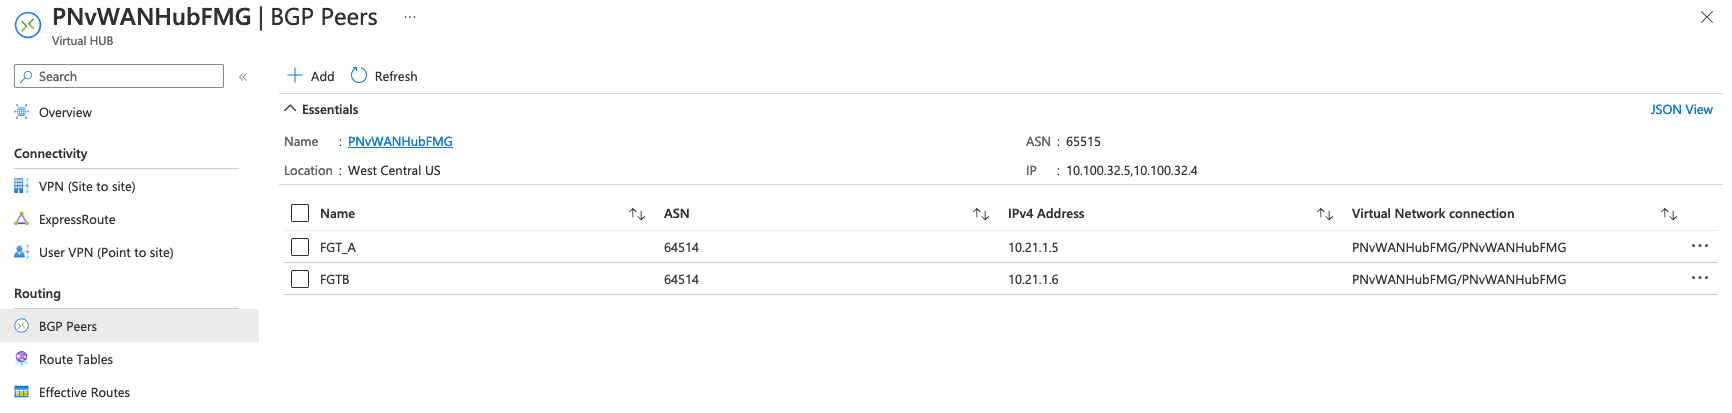 PNvWANHubFMG | BGP Peers ...
Virtual HUB
Search «
Overview
Connectivity
VPN (Site to site)
ExpressRoute
User VPN (Point to site)
Routing
BGP Peers
Route Tables
Effective Routes
Add Refresh
Essentials JSON View
Name : PNvWANHubFMG ASN : 65515
Location : West Central US IP : 10.100.32.5,10.100.32.4
Name ASN IPv4 Address Virtual Network connection
FGT_A 64514 10.21.1.5 PNvWANHubFMG/PNvWANHubFMG ...
FGTB 64514 10.21.1.6 PNvWANHubFMG/PNvWANHubFMG ...